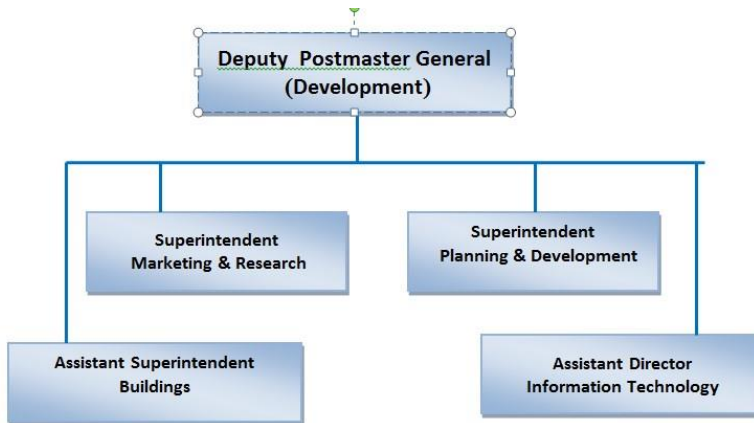 Deputy Postmaster General
(Development)
Superintendent
Marketing & Research
Superintendent
Planning & Development
Assistant Superintendent
Buildings
Assistant Director
Information Technology